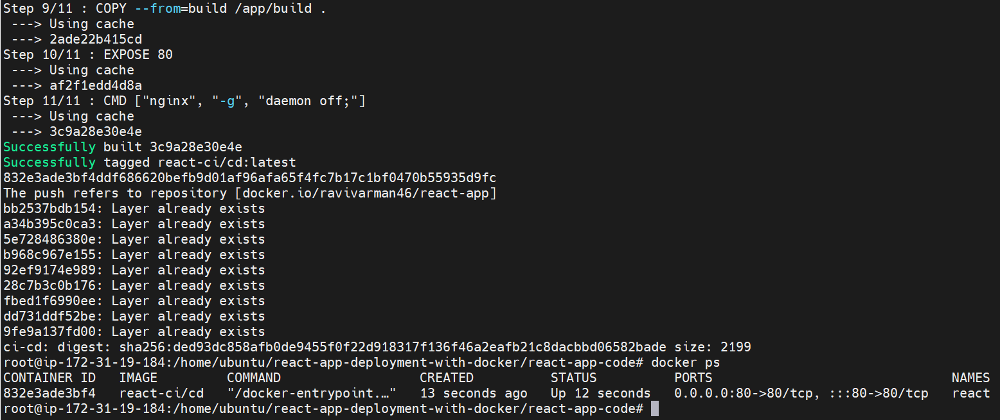 Step 9/11 : COPY --from=build /app/build .
 ---> Using cache
 ---> 2ade22b415cd
Step 10/11 : EXPOSE 80
 ---> Using cache
 ---> af2f1edd4d8a
Step 11/11 : CMD ["nginx", "-g", "daemon off;"]
 ---> Using cache
 ---> 3c9a28e30e4e
Successfully built 3c9a28e30e4e
Successfully tagged react-ci/cd:latest
832e3ade3bf4ddf686620befb9d01af96afa65f4fc7b17c1bf0470b55935d9fc
The push refers to repository [docker.io/ravivarman46/react-app]
bb2537bdb154: Layer already exists
a34b395c0ca3: Layer already exists
5e728486380e: Layer already exists
b968c967e155: Layer already exists
92ef9174e989: Layer already exists
28c7b3c0b176: Layer already exists
fbed1f6990ee: Layer already exists
dd731ddf52be: Layer already exists
9fe9a137fd00: Layer already exists
ci-cd: digest: sha256:ded93dc858afb0de9455f0f22d918317f136f46a2eafb21c8dacbbd06582bade size: 2199
root@ip-172-31-19-184:/home/ubuntu/react-app-deployment-with-docker/react-app-code# docker ps
CONTAINER ID   IMAGE         COMMAND                  CREATED          STATUS          PORTS                               NAMES
832e3ade3bf4   react-ci/cd   "/docker-entrypoint.…"   13 seconds ago   Up 12 seconds   0.0.0.0:80->80/tcp, :::80->80/tcp   react
root@ip-172-31-19-184:/home/ubuntu/react-app-deployment-with-docker/react-app-code#